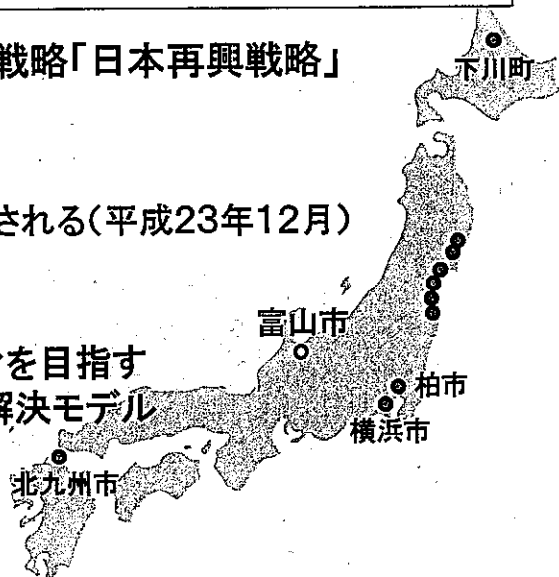 戦略「日本再興戦略」
下川町
される(平成23年12月)
富山市
を目指す
解決モデル
柏市
横浜市
北九州市